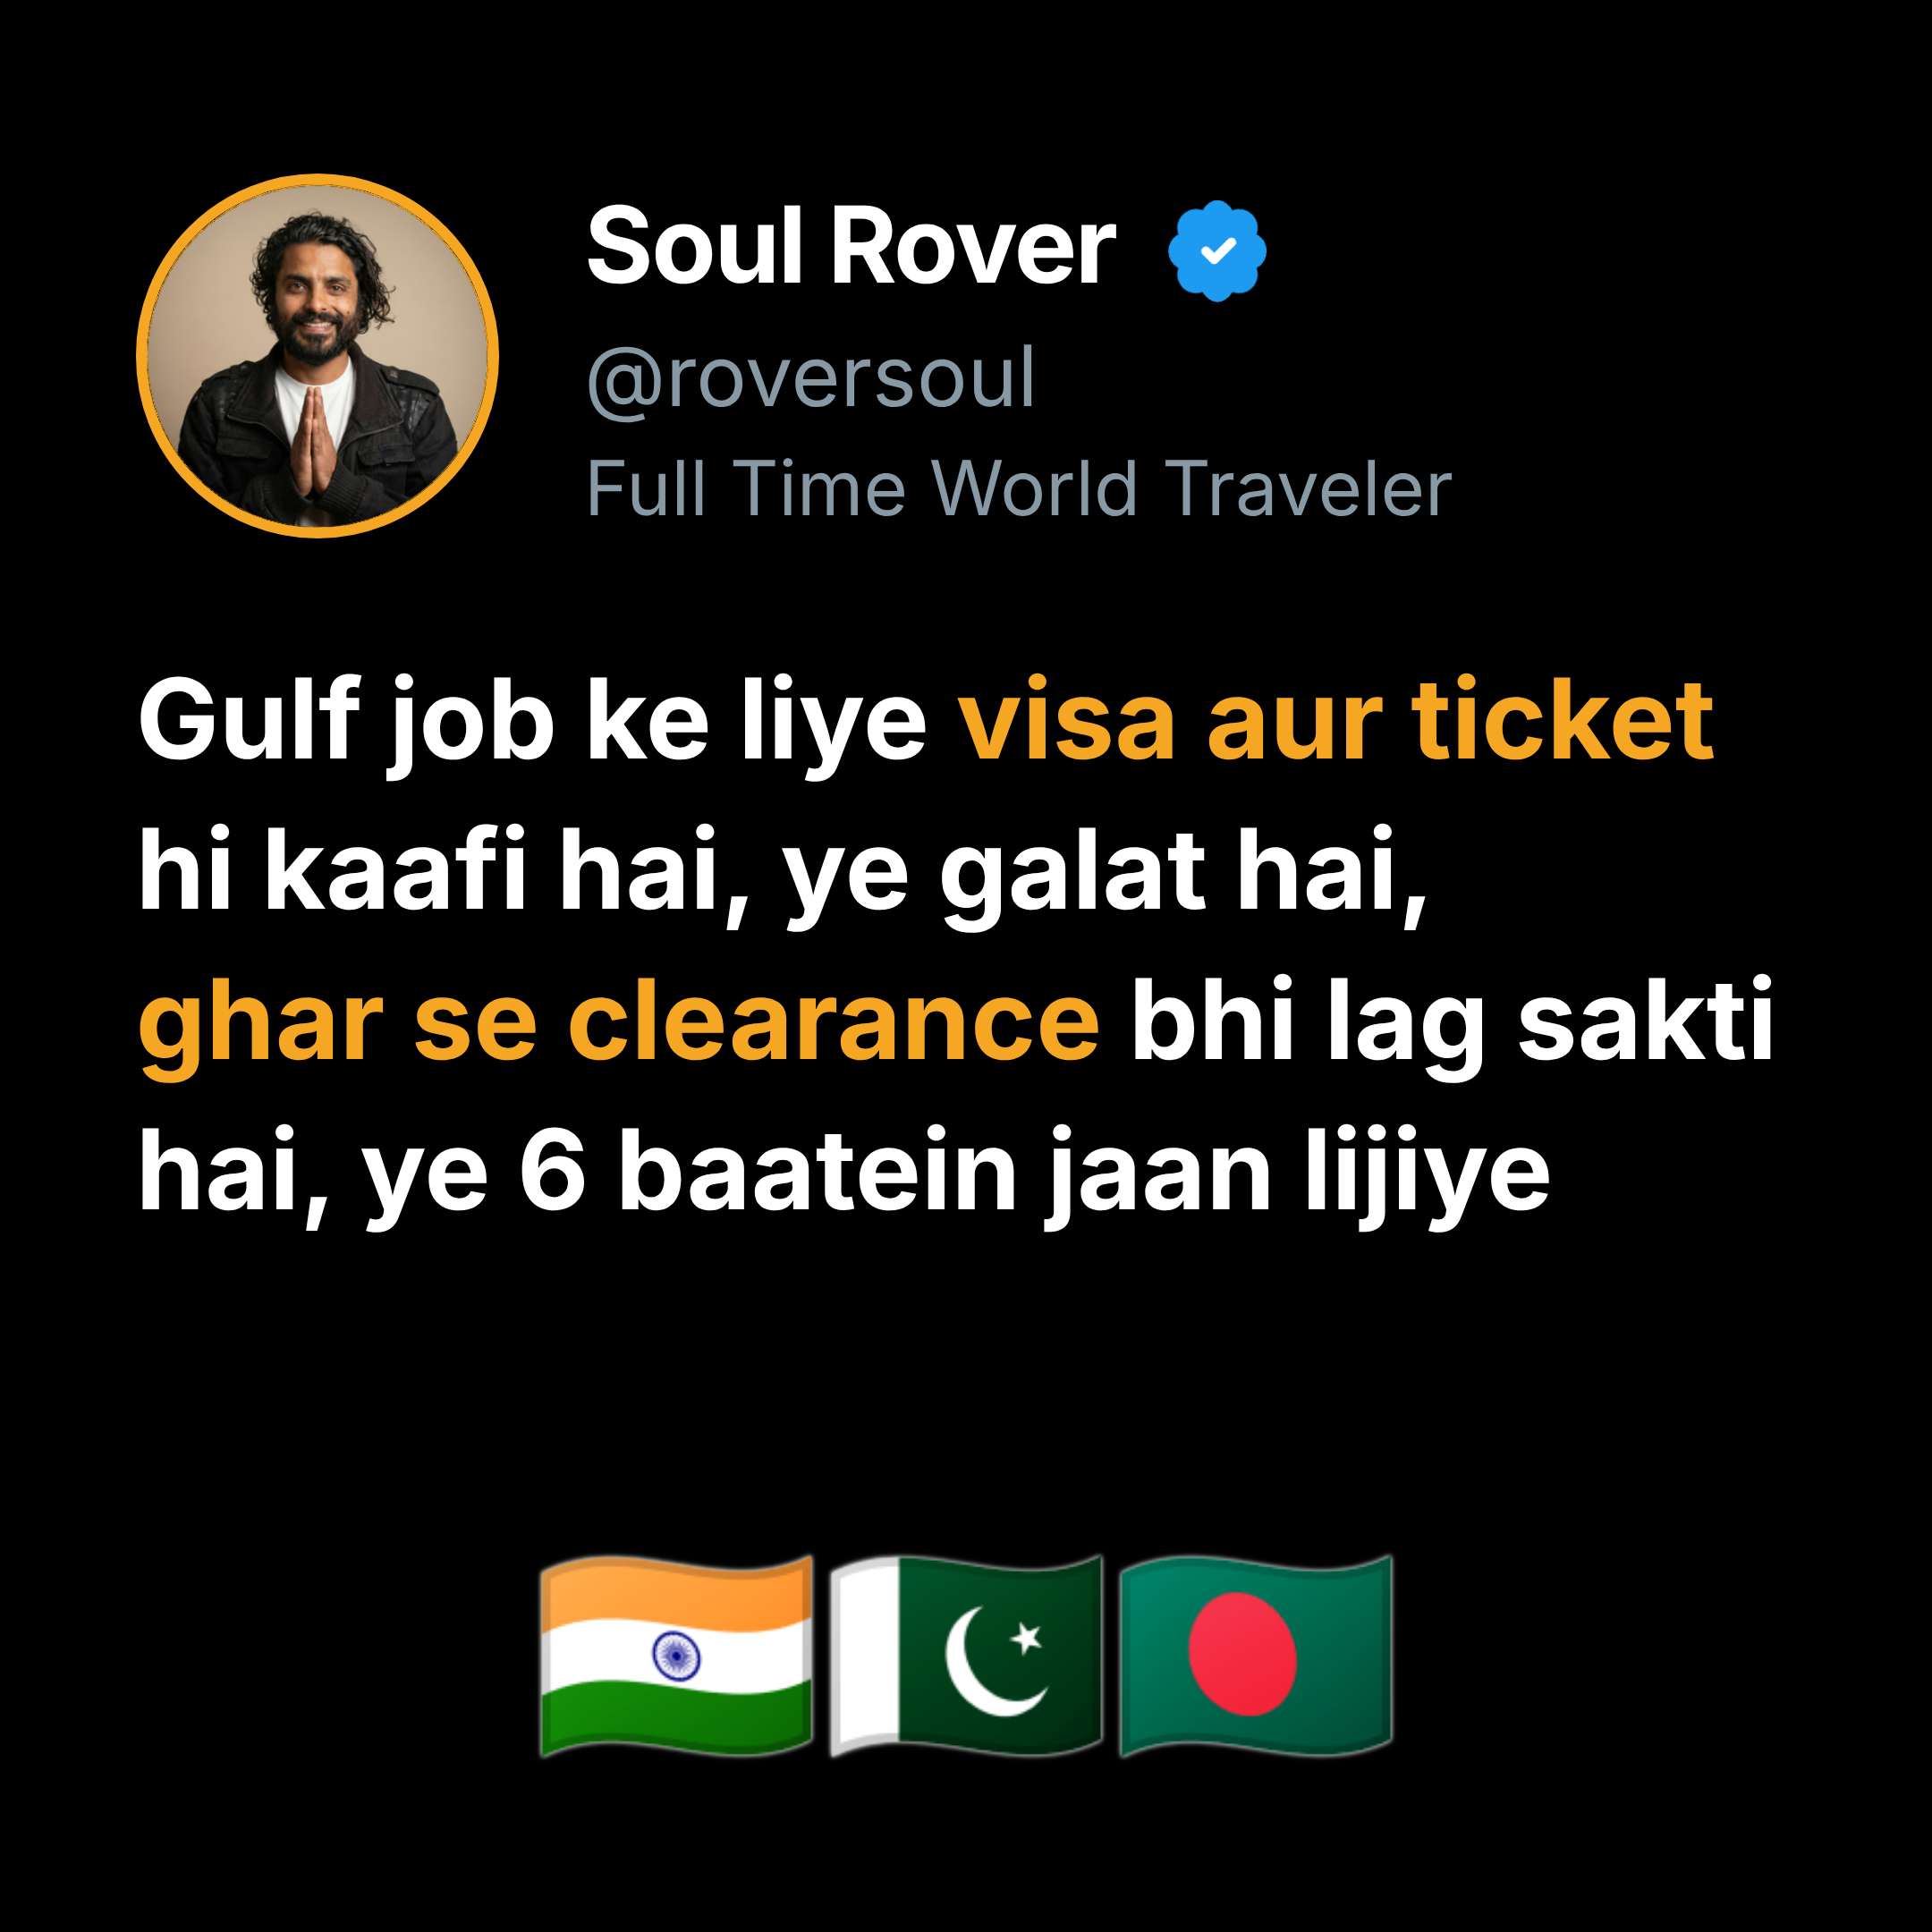 Soul Rover
@roversoul
Full Time World Traveler
Gulf job ke liye visa aur ticket
hi kaafi hai, ye galat hai,
ghar se clearance bhi lag sakti
hai, ye 6 baatein jaan lijiye